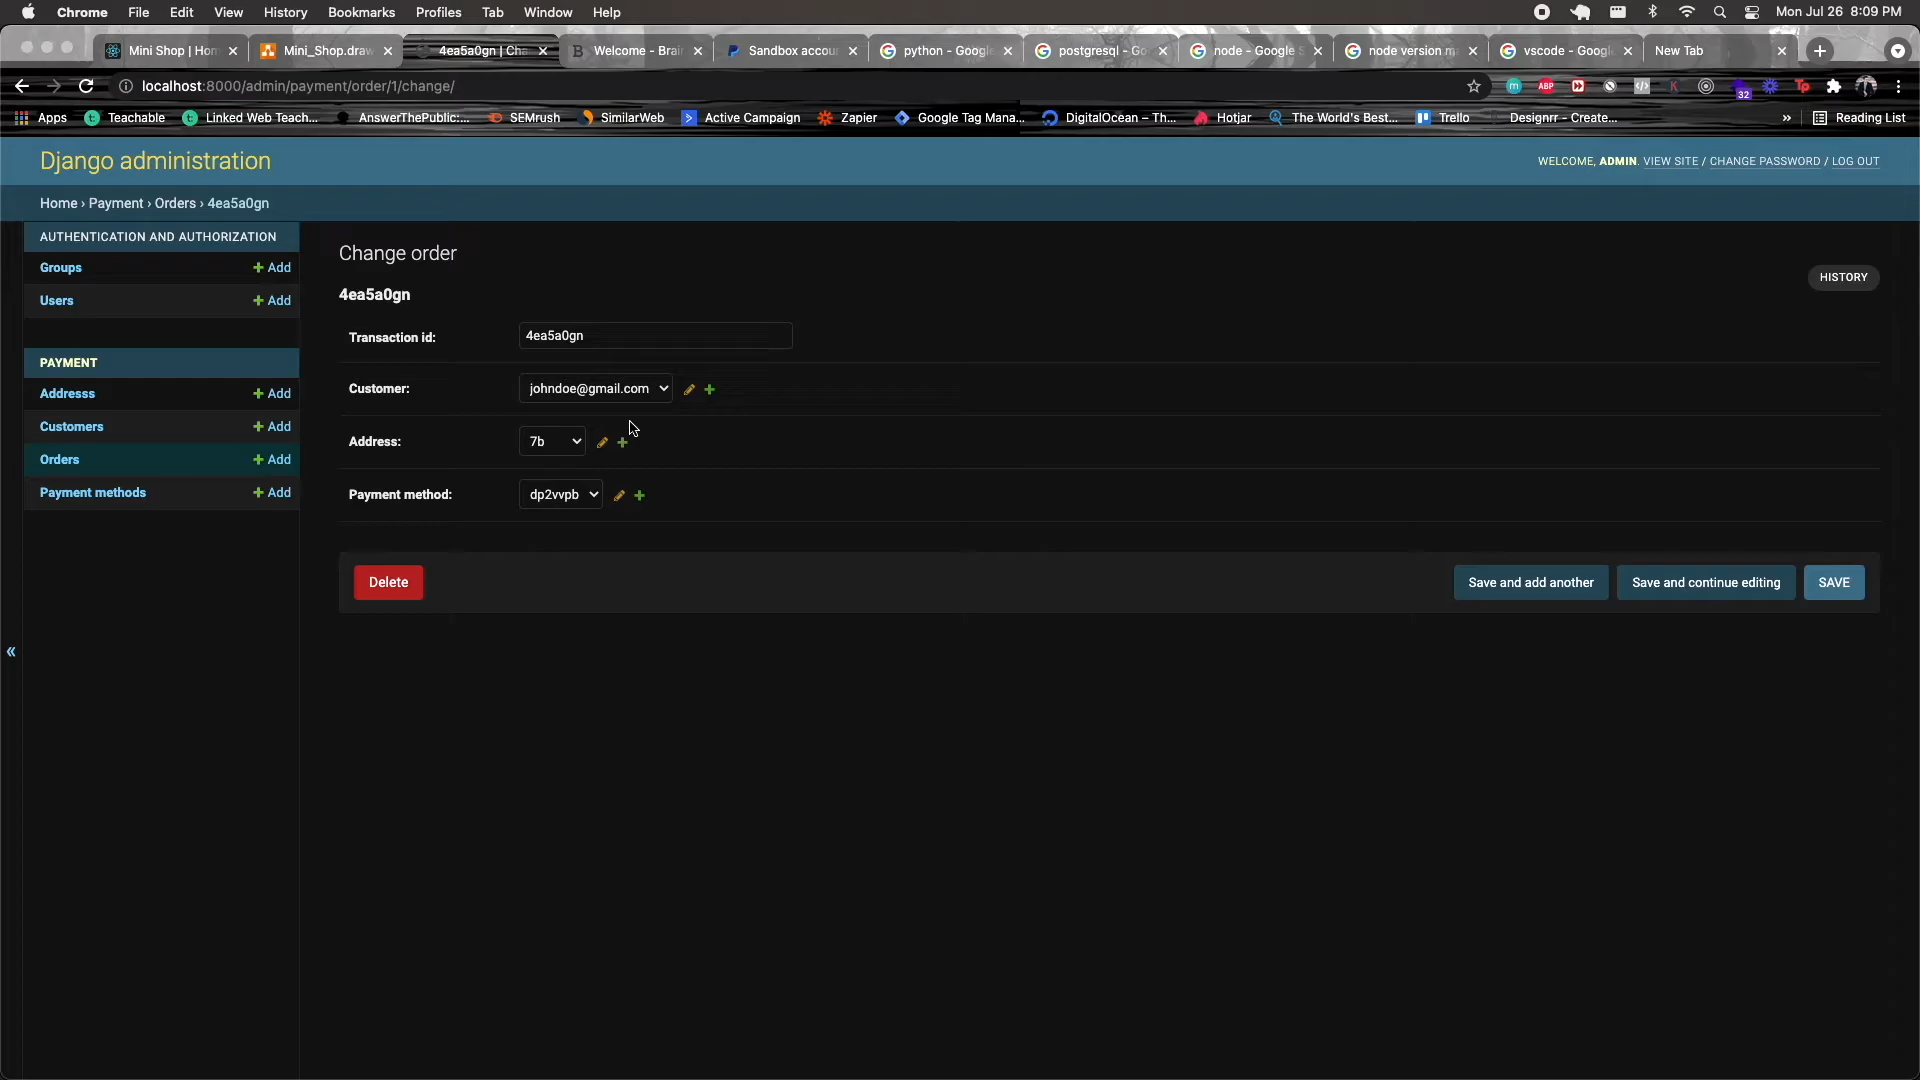 Chrome File Edit View History Bookmarks Profiles Tab Window Help Mon Jul 26 8:09 PM
Mini Shop | Hom Mini_Shop.draw 4ea5a0gn | Cha B Welcome - Brain Sandbox accou python - Google postgresql - Go node - Google S node version m vscode - Googl New Tab
localhost:8000/admin/payment/order/1/change/ m ABP K 32 Tp
Apps Teachable Linked Web Teach... AnswerThePublic:... SEMrush SimilarWeb Active Campaign Zapier Google Tag Mana... DigitalOcean – Th... Hotjar The World's Best... Trello Designrr - Create... » Reading List
Django administration WELCOME, ADMIN. VIEW SITE / CHANGE PASSWORD / LOG OUT
Home › Payment › Orders › 4ea5a0gn
AUTHENTICATION AND AUTHORIZATION
Groups + Add
Users + Add
PAYMENT
Addresss + Add
Customers + Add
Orders + Add
Payment methods + Add
«
Change order
HISTORY
4ea5a0gn
Transaction id: 4ea5a0gn
Customer: johndoe@gmail.com
Address: 7b
Payment method: dp2vvpb
Delete Save and add another Save and continue editing SAVE